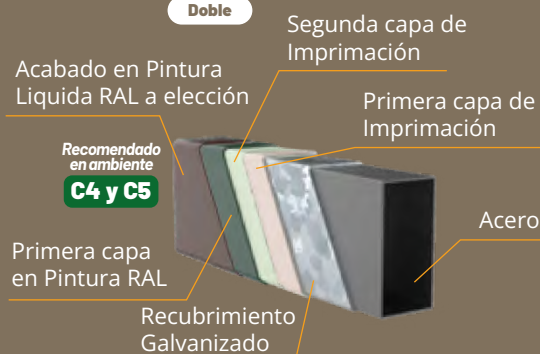 Doble
Segunda capa de
Imprimación
Acabado en Pintura
Liquida RAL a elección
Primera capa de
Imprimación
Recomendado
en ambiente
C4 y C5
Acero
Primera capa
en Pintura RAL
Recubrimiento
Galvanizado